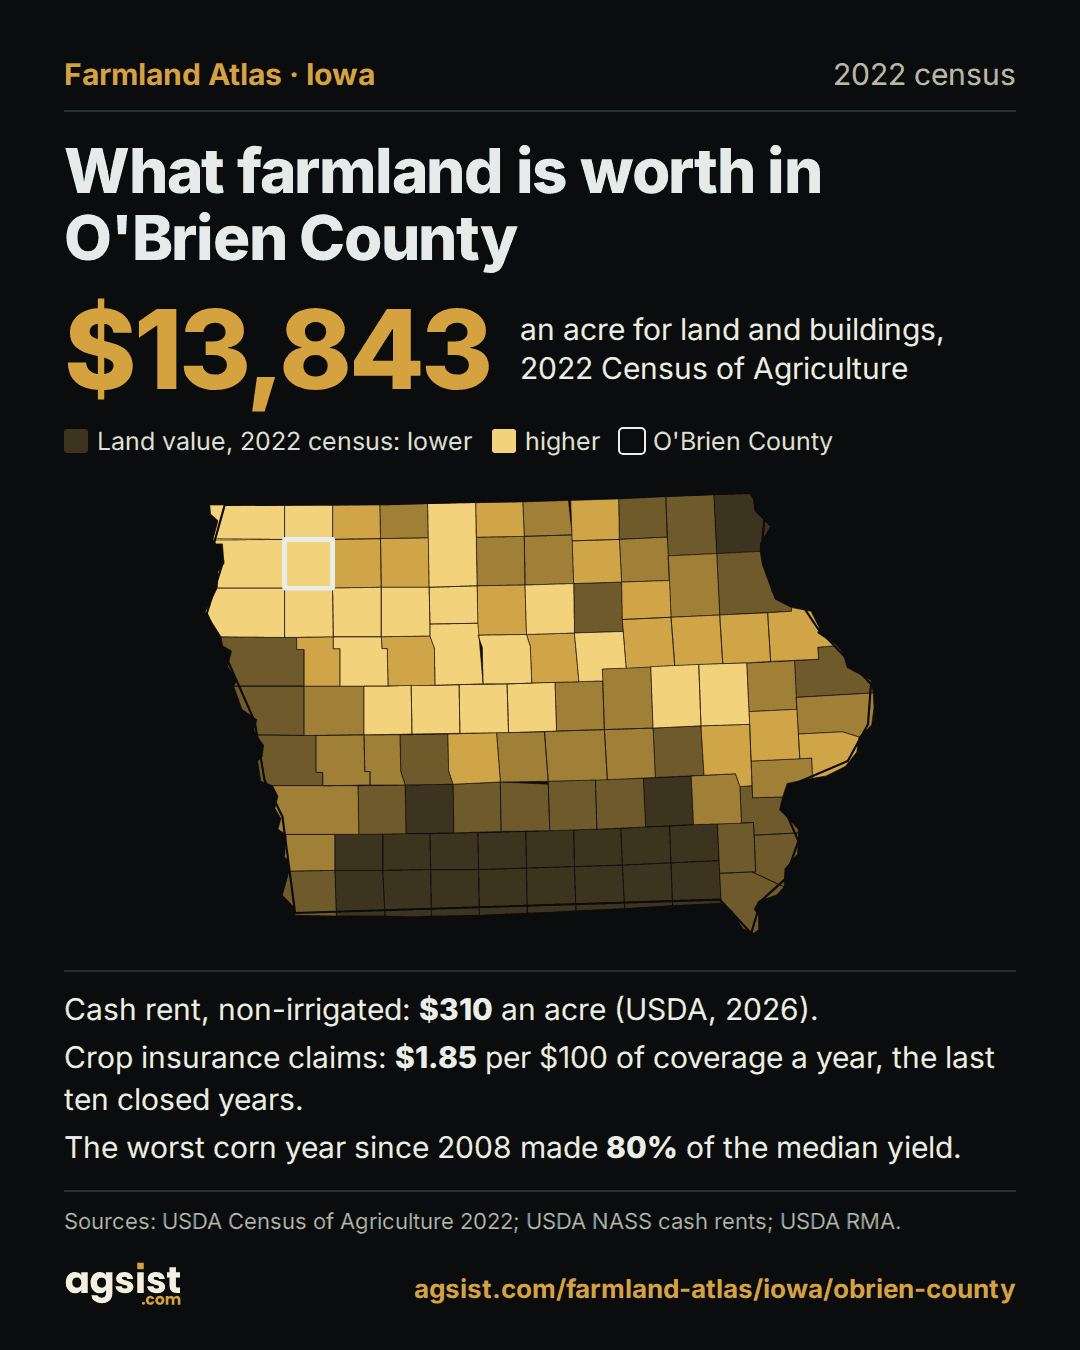 Farmland Atlas · Iowa
2022 census
What farmland is worth in
O'Brien County
$13,843
an acre for land and buildings,
2022 Census of Agriculture
Land value, 2022 census: lower
higher
O'Brien County
Cash rent, non-irrigated: $310 an acre (USDA, 2026).
Crop insurance claims: $1.85 per $100 of coverage a year, the last
ten closed years.
The worst corn year since 2008 made 80% of the median yield.
Sources: USDA Census of Agriculture 2022; USDA NASS cash rents; USDA RMA.
agsist
.com
agsist.com/farmland-atlas/iowa/obrien-county